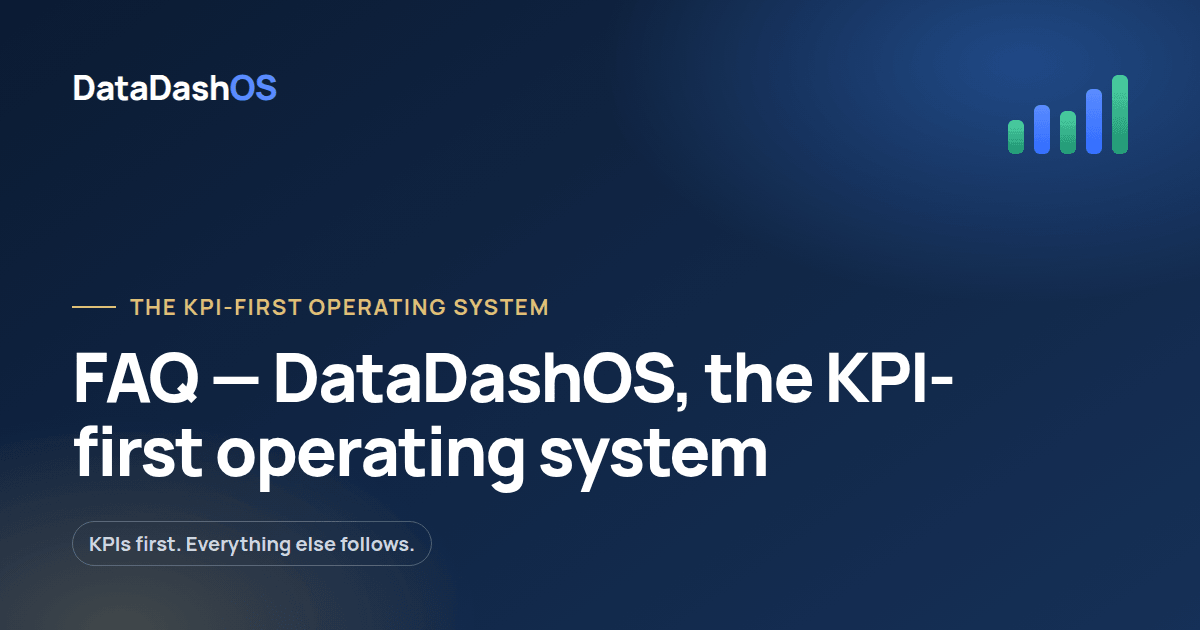 DataDashOS
THE KPI-FIRST OPERATING SYSTEM
FAQ — DataDashOS, the KPI-
first operating system
KPIs first. Everything else follows.